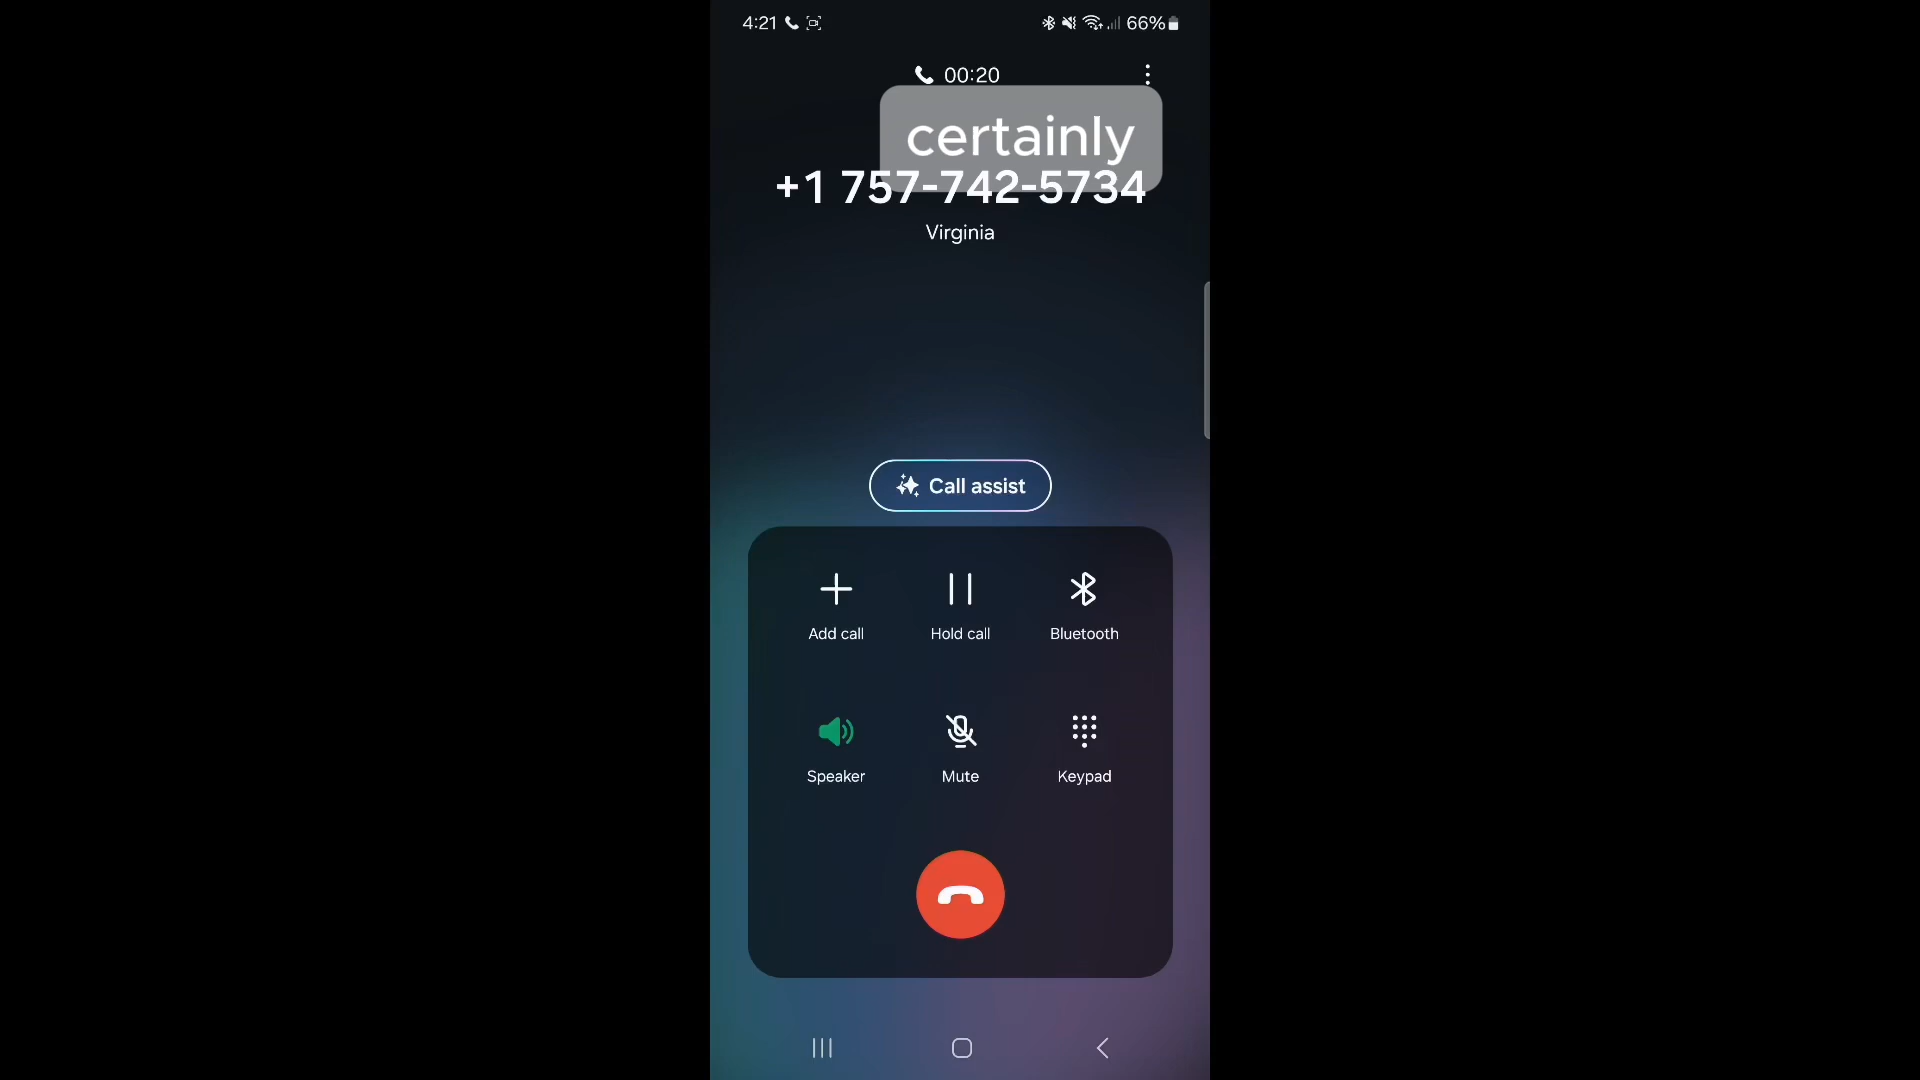 4:21
66%
00:20
certainly
+1 757-742-5734
Virginia
Call assist
Add call
Hold call
Bluetooth
Speaker
Mute
Keypad